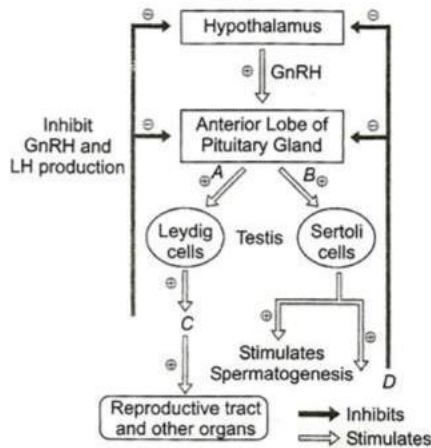 Hypothalamus
⊖
⊖
⊕ GnRH
Inhibit
GnRH and
LH production
⊖
⊖
Anterior Lobe of
Pituitary Gland
⊕ A
B ⊕
Leydig
cells
Testis
Sertoli
cells
⊕
C
⊕
⊕
⊕
Stimulates
Spermatogenesis
D
Reproductive tract
and other organs
Inhibits
Stimulates